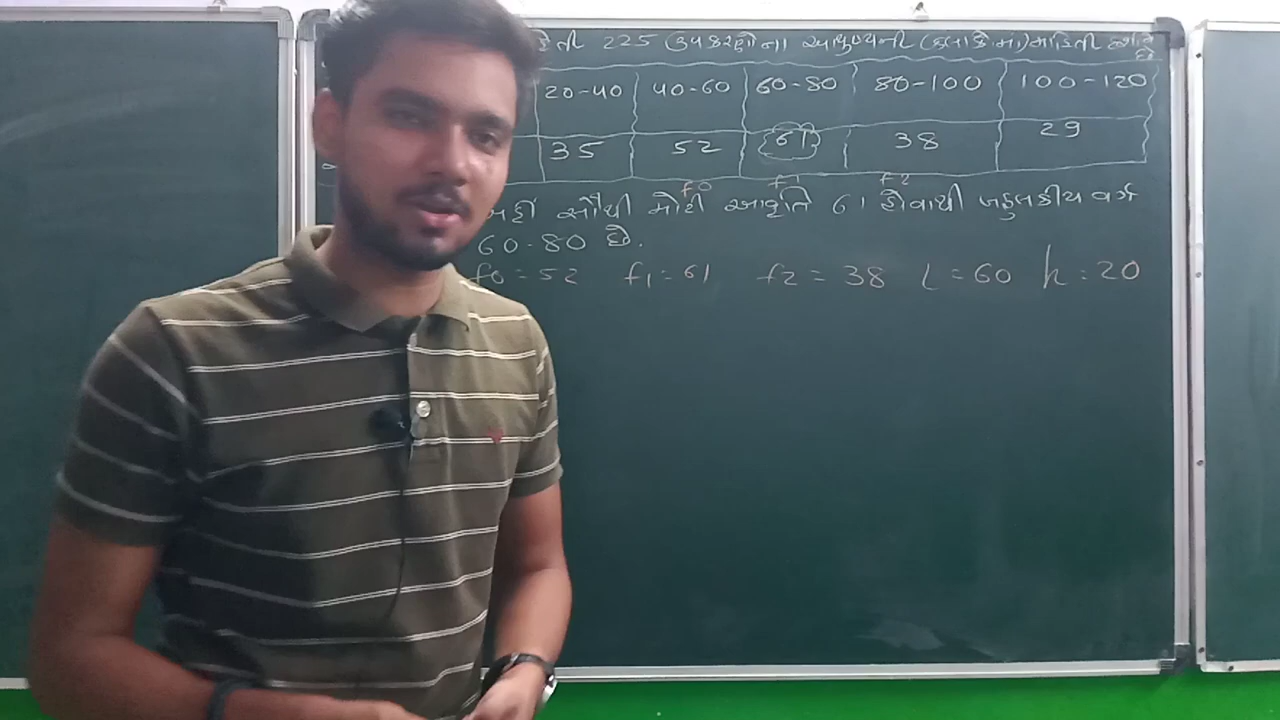 225 ઉપકરણોના આયુષ્યની (કલાકમાં) માહિતી
છે
20-40 40-60 60-80 80-100 100-120
35 52 61 38 29
f0 f1 f2
અહીં સૌથી મોટી આવૃતિ 61 હોવાથી બહુલકીય વર્ગ
60-80 છે.
f0 = 52 f1 = 61 f2 = 38 l = 60 h = 20